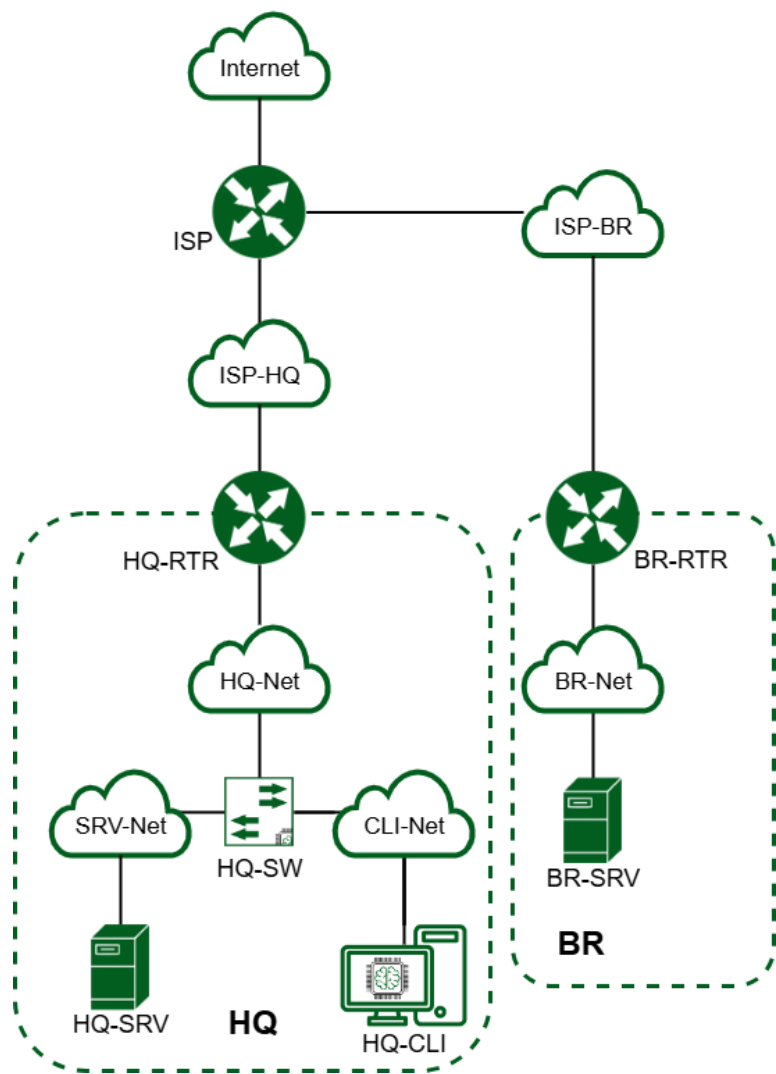 Internet
ISP
ISP-BR
ISP-HQ
HQ-RTR
BR-RTR
HQ-Net
BR-Net
SRV-Net
HQ-SW
CLI-Net
BR-SRV
HQ-SRV
HQ
HQ-CLI
BR